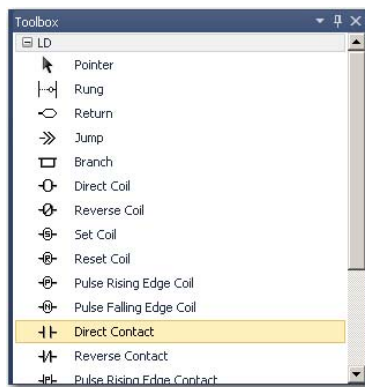 Toolbox
LD
Pointer
Rung
Return
Jump
Branch
Direct Coil
Reverse Coil
Set Coil
Reset Coil
Pulse Rising Edge Coil
Pulse Falling Edge Coil
Direct Contact
Reverse Contact
Pulse Rising Edge Contact